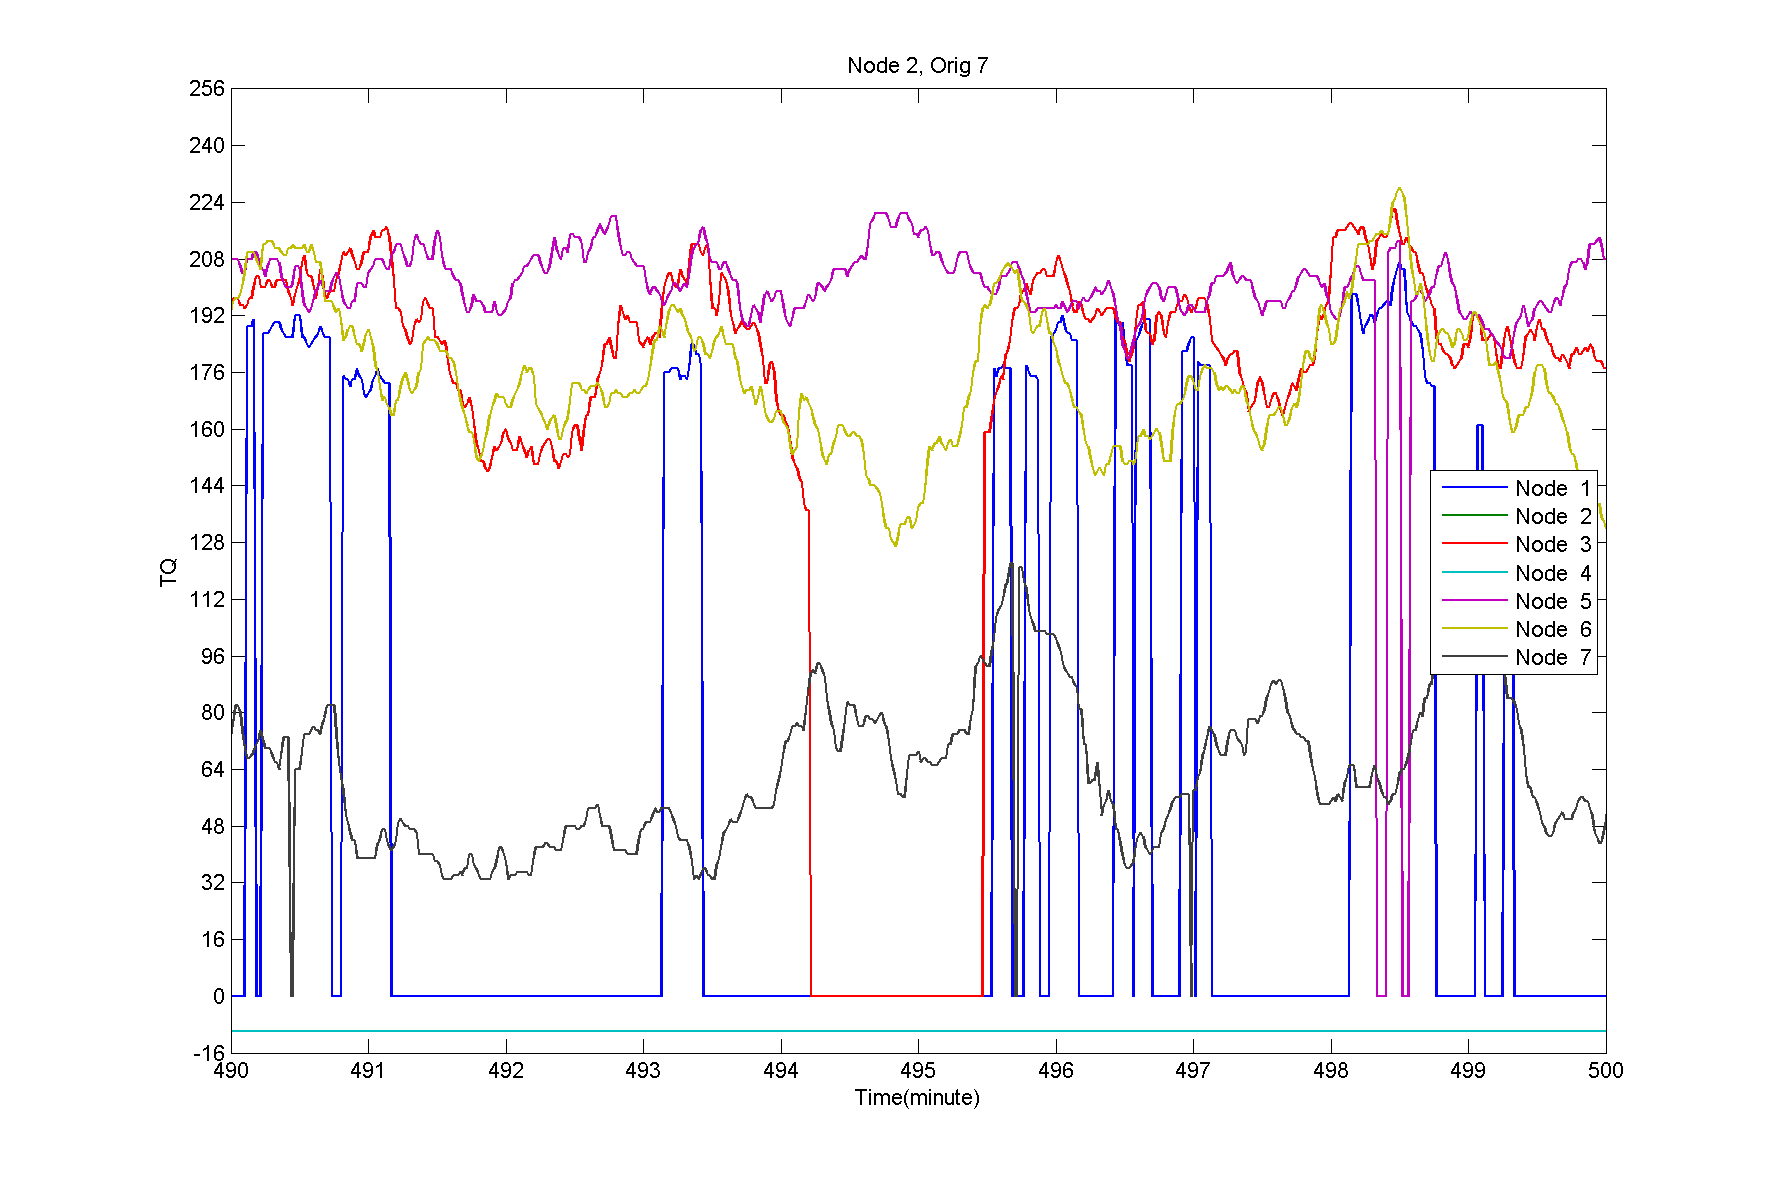 Node 2, Orig 7
256
240
224
208
192
176
160
144
128
112
96
80
64
48
32
16
0
-16
TQ
Node 1
Node 2
Node 3
Node 4
Node 5
Node 6
Node 7
490 491 492 493 494 495 496 497 498 499 500
Time(minute)